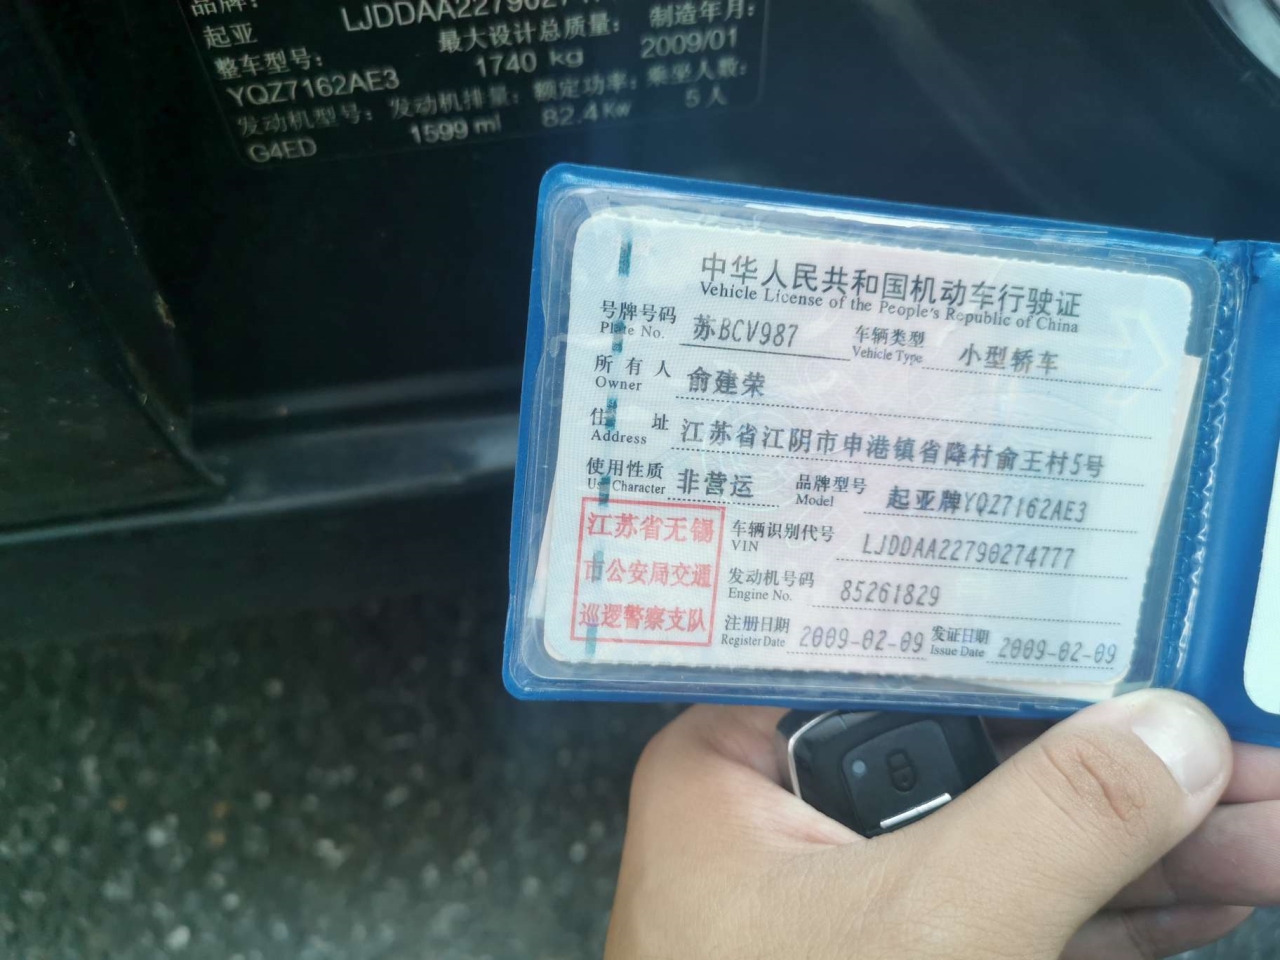 品牌:
起亚
LJDDAA2279027
整车型号:
最大设计总质量:
制造年月:
YQZ7162AE3
1740 kg
2009/01
发动机型号:
发动机排量:
额定功率:
乘坐人数:
G4ED
1599 ml
82.4Kw
5人
中华人民共和国机动车行驶证
Vehicle License of the People's Republic of China
号牌号码 苏BCV987 车辆类型 小型轿车
Plate No. Vehicle Type
所有人 俞建荣
Owner
住址 江苏省江阴市申港镇省降村俞王村5号
Address
使用性质 非营运 品牌型号 起亚牌YQZ7162AE3
Use Character Model
江苏省无锡
市公安局交通
巡逻警察支队
车辆识别代号 LJDDAA22790274777
VIN
发动机号码 85261829
Engine No.
注册日期 2009-02-09 发证日期 2009-02-09
Register Date Issue Date